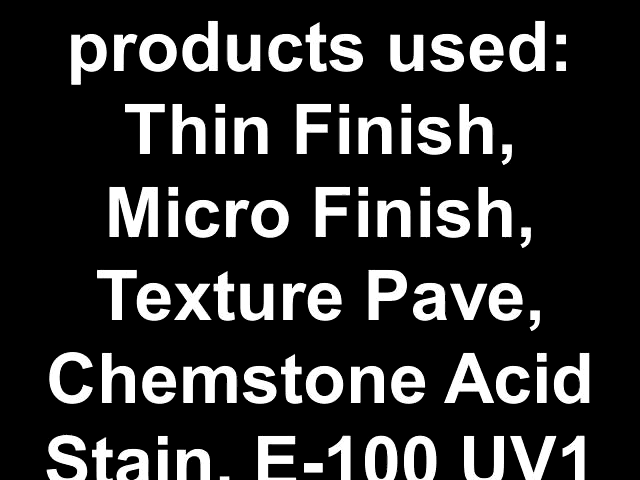 products used:
Thin Finish,
Micro Finish,
Texture Pave,
Chemstone Acid
Stain, E-100 UV1